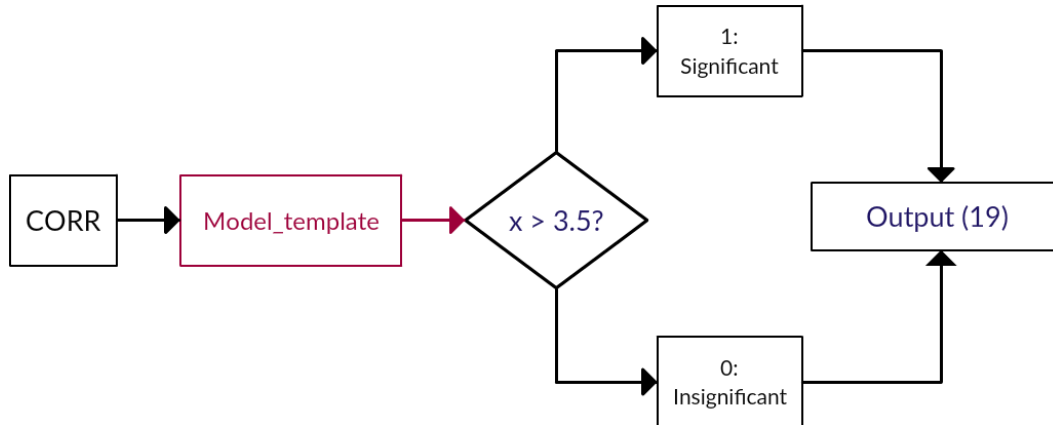 CORR
Model_template
x > 3.5?
1:
Significant
0:
Insignificant
Output (19)